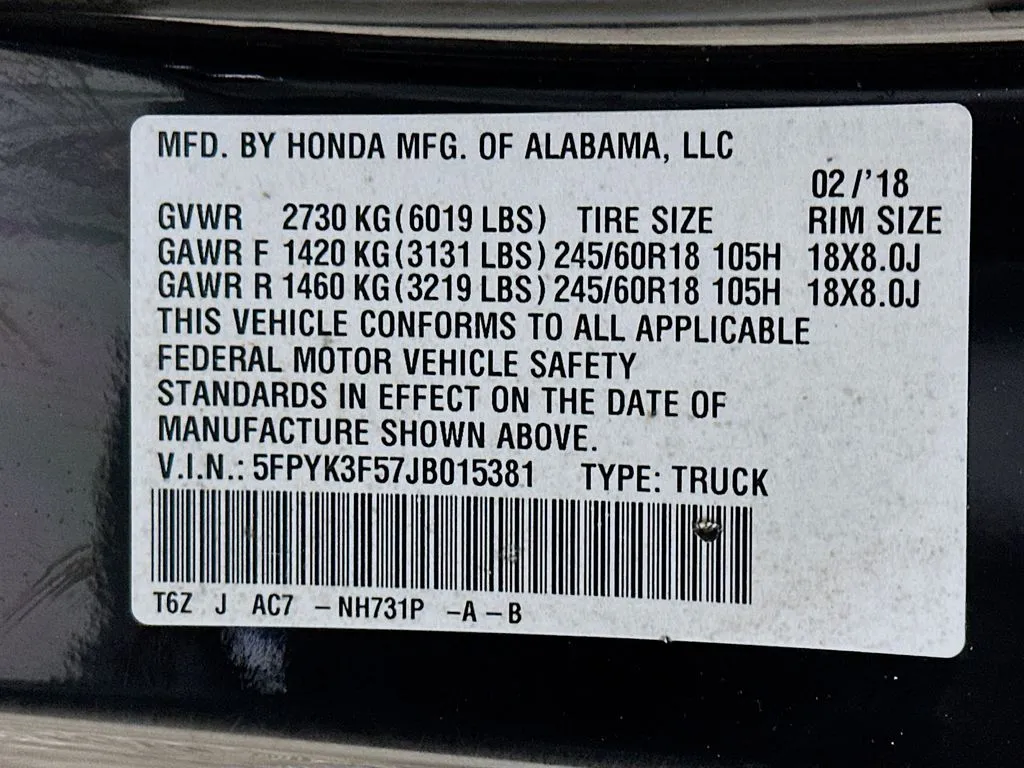 MFD. BY HONDA MFG. OF ALABAMA, LLC
02/'18
GVWR 2730 KG(6019 LBS) TIRE SIZE RIM SIZE
GAWR F 1420 KG(3131 LBS) 245/60R18 105H 18X8.0J
GAWR R 1460 KG(3219 LBS) 245/60R18 105H 18X8.0J
THIS VEHICLE CONFORMS TO ALL APPLICABLE
FEDERAL MOTOR VEHICLE SAFETY
STANDARDS IN EFFECT ON THE DATE OF
MANUFACTURE SHOWN ABOVE.
V.I.N.: 5FPYK3F57JB015381 TYPE: TRUCK
T6Z J AC7 -NH731P -A-B